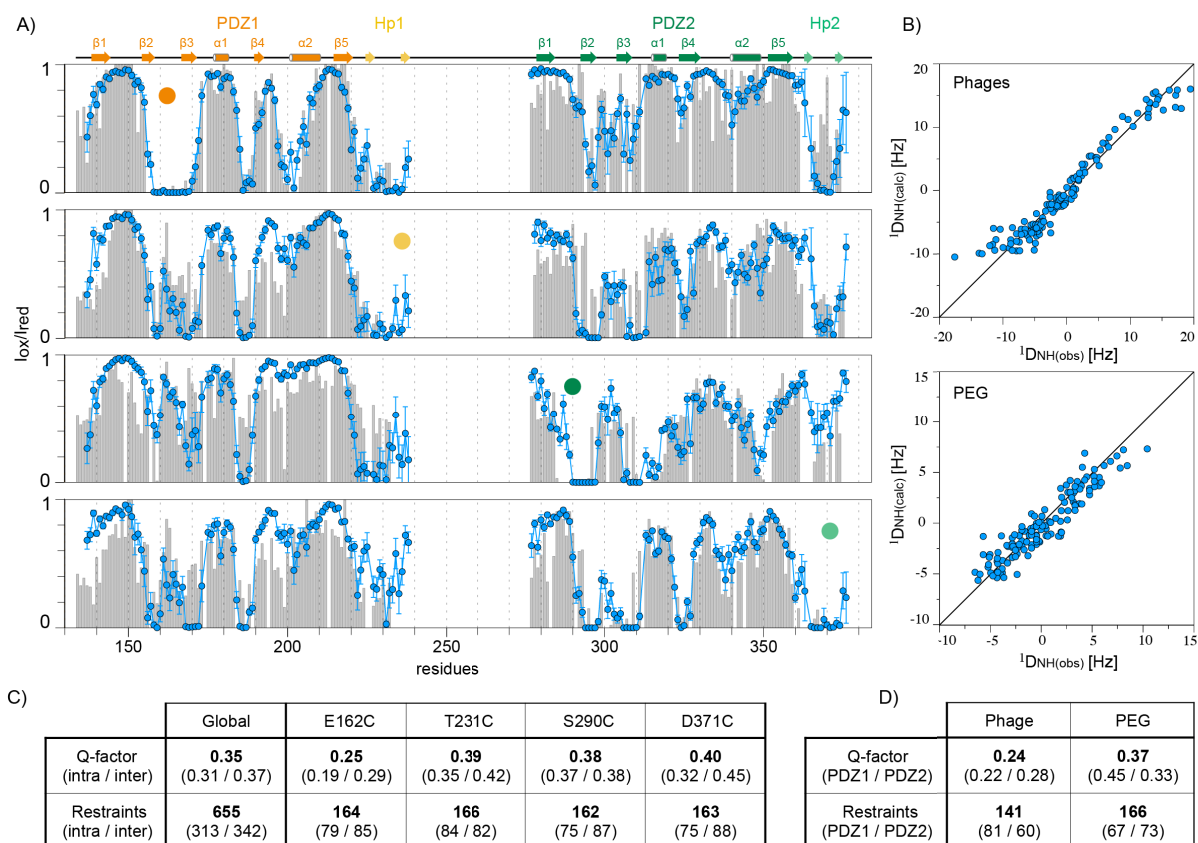 A)
PDZ1
Hp1
PDZ2
Hp2
β1
β2
β3
α1
β4
α2
β5
β1
β2
β3
α1
β4
α2
β5
1
0
1
0
1
0
1
0
Iox/Ired
150
200
250
300
350
residues
B)
Phages
20
10
0
-10
-20
-20
-10
0
10
20
¹DNH(calc) [Hz]
¹DNH(obs) [Hz]
PEG
15
10
5
0
-5
-10
-10
-5
0
5
10
15
¹DNH(calc) [Hz]
¹DNH(obs) [Hz]
C)
Global E162C T231C S290C D371C
Q-factor 0.35 0.25 0.39 0.38 0.40
(intra / inter) (0.31 / 0.37) (0.19 / 0.29) (0.35 / 0.42) (0.37 / 0.38) (0.32 / 0.45)
Restraints 655 164 166 162 163
(intra / inter) (313 / 342) (79 / 85) (84 / 82) (75 / 87) (75 / 88)
D)
Phage PEG
Q-factor 0.24 0.37
(PDZ1 / PDZ2) (0.22 / 0.28) (0.45 / 0.33)
Restraints 141 166
(PDZ1 / PDZ2) (81 / 60) (67 / 73)